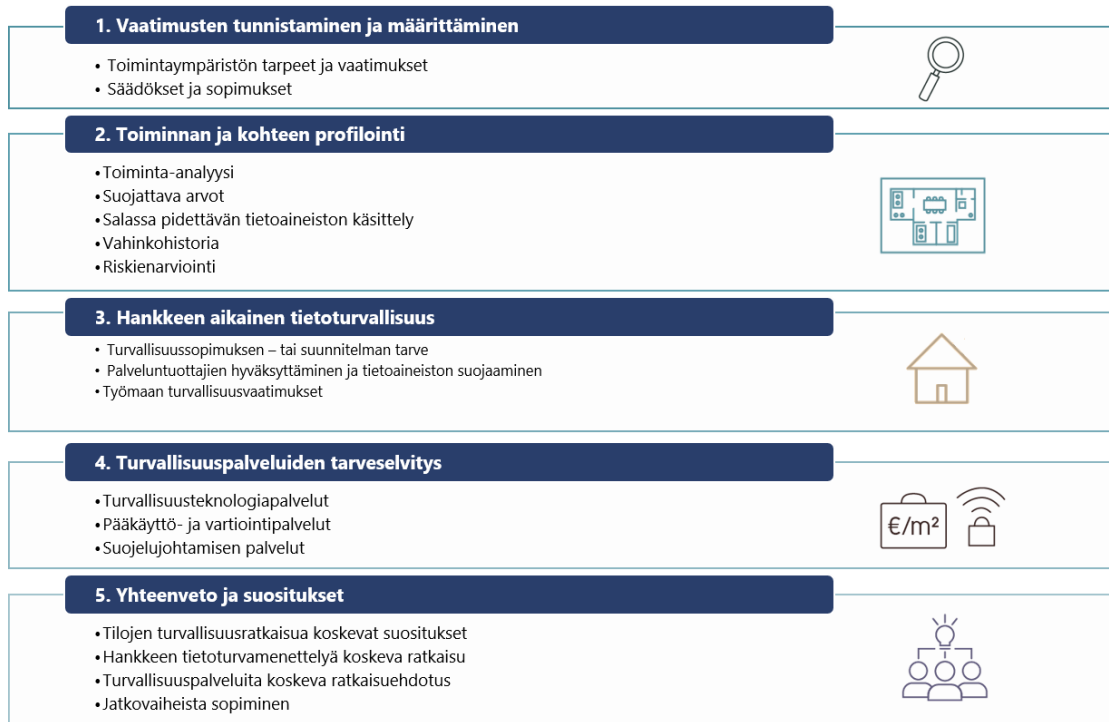 1. Vaatimusten tunnistaminen ja määrittäminen
• Toimintaympäristön tarpeet ja vaatimukset
• Säädökset ja sopimukset
2. Toiminnan ja kohteen profilointi
• Toiminta-analyysi
• Suojattava arvot
• Salassa pidettävän tietoaineiston käsittely
• Vahinkohistoria
• Riskienarviointi
3. Hankkeen aikainen tietoturvallisuus
• Turvallisuussopimuksen – tai suunnitelman tarve
• Palveluntuottajien hyväksyttäminen ja tietoaineiston suojaaminen
• Työmaan turvallisuusvaatimukset
4. Turvallisuuspalveluiden tarveselvitys
• Turvallisuusteknologiapalvelut
• Pääkäyttö- ja vartiointipalvelut
• Suojelujohtamisen palvelut
€/m²
5. Yhteenveto ja suositukset
• Tilojen turvallisuusratkaisua koskevat suositukset
• Hankkeen tietoturvamenettelyä koskeva ratkaisu
• Turvallisuuspalveluita koskeva ratkaisuehdotus
• Jatkovaiheista sopiminen